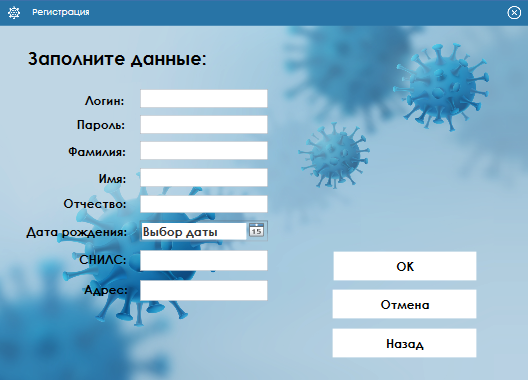 Регистрация
Заполните данные:
Логин:
Пароль:
Фамилия:
Имя:
Отчество:
Дата рождения: Выбор даты 15
СНИЛС:
Адрес:
ОК
Отмена
Назад